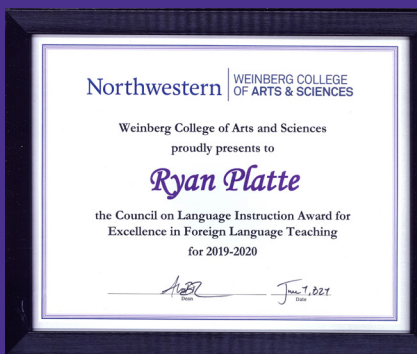 Northwestern
WEINBERG COLLEGE
OF ARTS & SCIENCES
Weinberg College of Arts and Sciences
proudly presents to
Ryan Platte
the Council on Language Instruction Award for
Excellence in Foreign Language Teaching
for 2019-2020
Dean
Date